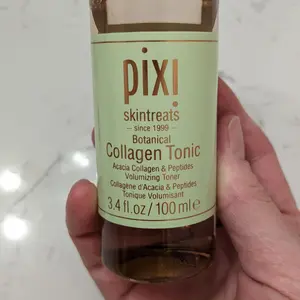 pixi
skintreats
– since 1999 –
Botanical
Collagen Tonic
Acacia Collagen & Peptides
Volumizing Toner
Collagène d'Acacia & Peptides
Tonique Volumisant
3.4 fl.oz / 100 ml e